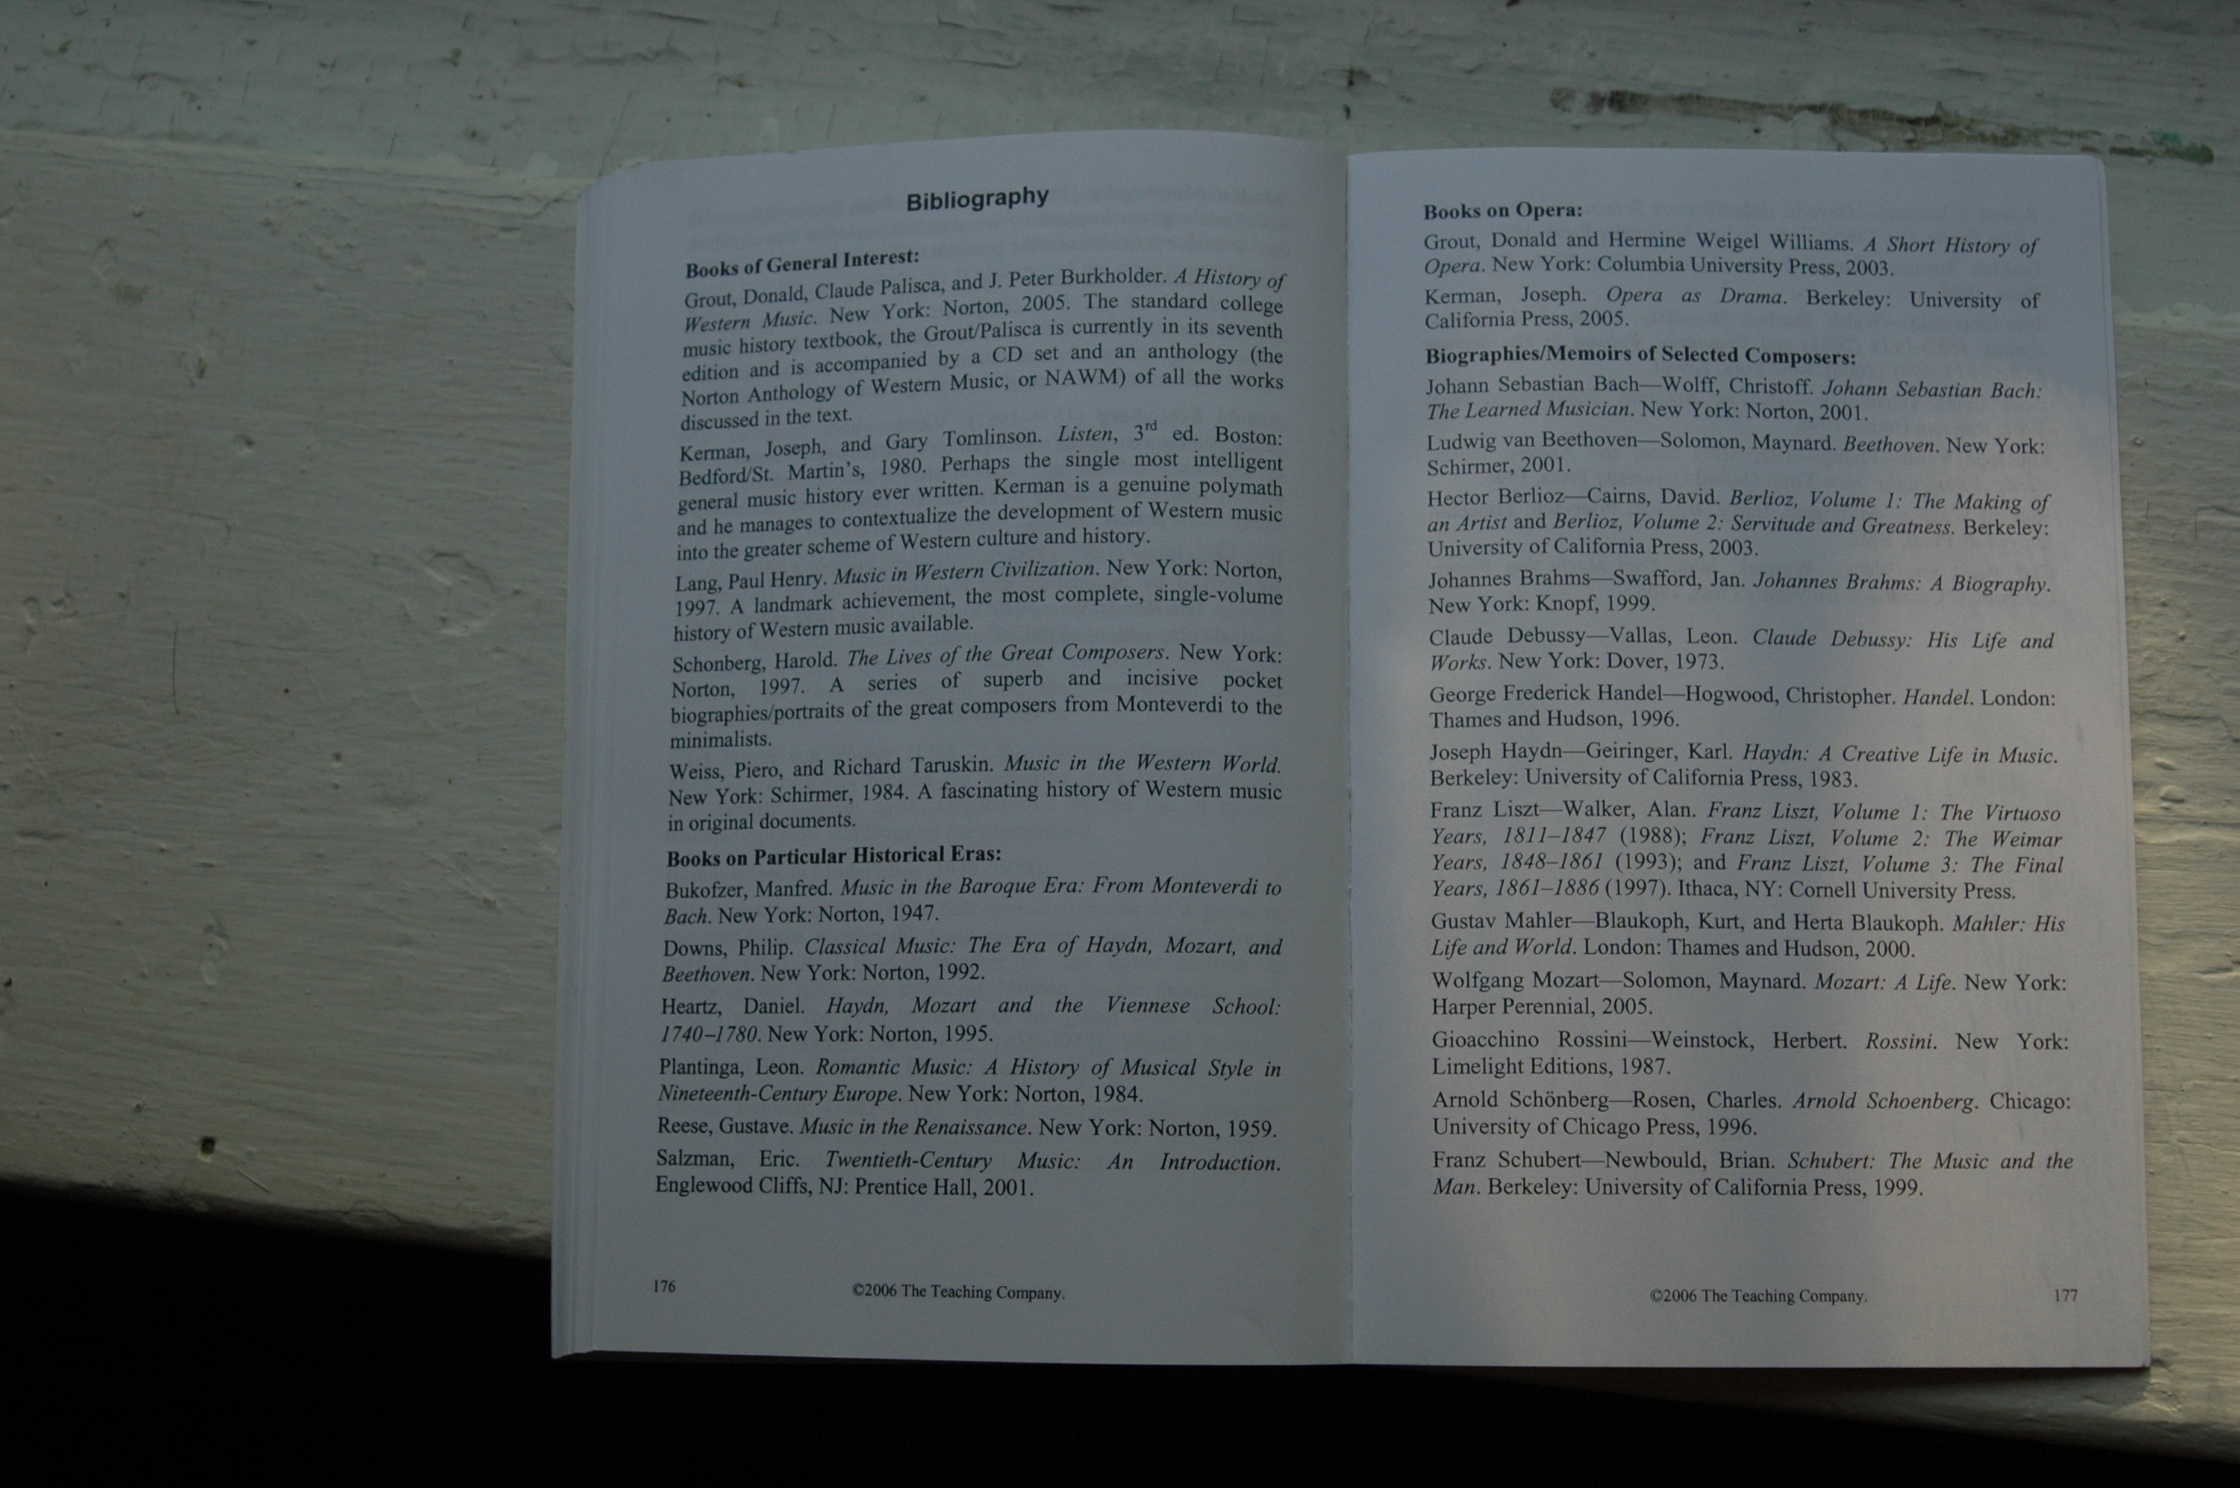 Bibliography
Books of General Interest:
Grout, Donald, Claude Palisca, and J. Peter Burkholder. A History of
Western Music. New York: Norton, 2005. The standard college
music history textbook, the Grout/Palisca is currently in its seventh
edition and is accompanied by a CD set and an anthology (the
Norton Anthology of Western Music, or NAWM) of all the works
discussed in the text.
Kerman, Joseph, and Gary Tomlinson. Listen, 3rd ed. Boston:
Bedford/St. Martin's, 1980. Perhaps the single most intelligent
general music history ever written. Kerman is a genuine polymath
and he manages to contextualize the development of Western music
into the greater scheme of Western culture and history.
Lang, Paul Henry. Music in Western Civilization. New York: Norton,
1997. A landmark achievement, the most complete, single-volume
history of Western music available.
Schonberg, Harold. The Lives of the Great Composers. New York:
Norton, 1997. A series of superb and incisive pocket
biographies/portraits of the great composers from Monteverdi to the
minimalists.
Weiss, Piero, and Richard Taruskin. Music in the Western World.
New York: Schirmer, 1984. A fascinating history of Western music
in original documents.
Books on Particular Historical Eras:
Bukofzer, Manfred. Music in the Baroque Era: From Monteverdi to
Bach. New York: Norton, 1947.
Downs, Philip. Classical Music: The Era of Haydn, Mozart, and
Beethoven. New York: Norton, 1992.
Heartz, Daniel. Haydn, Mozart and the Viennese School:
1740–1780. New York: Norton, 1995.
Plantinga, Leon. Romantic Music: A History of Musical Style in
Nineteenth-Century Europe. New York: Norton, 1984.
Reese, Gustave. Music in the Renaissance. New York: Norton, 1959.
Salzman, Eric. Twentieth-Century Music: An Introduction.
Englewood Cliffs, NJ: Prentice Hall, 2001.
176
©2006 The Teaching Company.
Books on Opera:
Grout, Donald and Hermine Weigel Williams. A Short History of
Opera. New York: Columbia University Press, 2003.
Kerman, Joseph. Opera as Drama. Berkeley: University of
California Press, 2005.
Biographies/Memoirs of Selected Composers:
Johann Sebastian Bach—Wolff, Christoff. Johann Sebastian Bach:
The Learned Musician. New York: Norton, 2001.
Ludwig van Beethoven—Solomon, Maynard. Beethoven. New York:
Schirmer, 2001.
Hector Berlioz—Cairns, David. Berlioz, Volume 1: The Making of
an Artist and Berlioz, Volume 2: Servitude and Greatness. Berkeley:
University of California Press, 2003.
Johannes Brahms—Swafford, Jan. Johannes Brahms: A Biography.
New York: Knopf, 1999.
Claude Debussy—Vallas, Leon. Claude Debussy: His Life and
Works. New York: Dover, 1973.
George Frederick Handel—Hogwood, Christopher. Handel. London:
Thames and Hudson, 1996.
Joseph Haydn—Geiringer, Karl. Haydn: A Creative Life in Music.
Berkeley: University of California Press, 1983.
Franz Liszt—Walker, Alan. Franz Liszt, Volume 1: The Virtuoso
Years, 1811–1847 (1988); Franz Liszt, Volume 2: The Weimar
Years, 1848–1861 (1993); and Franz Liszt, Volume 3: The Final
Years, 1861–1886 (1997). Ithaca, NY: Cornell University Press.
Gustav Mahler—Blaukoph, Kurt, and Herta Blaukoph. Mahler: His
Life and World. London: Thames and Hudson, 2000.
Wolfgang Mozart—Solomon, Maynard. Mozart: A Life. New York:
Harper Perennial, 2005.
Gioacchino Rossini—Weinstock, Herbert. Rossini. New York:
Limelight Editions, 1987.
Arnold Schönberg—Rosen, Charles. Arnold Schoenberg. Chicago:
University of Chicago Press, 1996.
Franz Schubert—Newbould, Brian. Schubert: The Music and the
Man. Berkeley: University of California Press, 1999.
©2006 The Teaching Company.
177